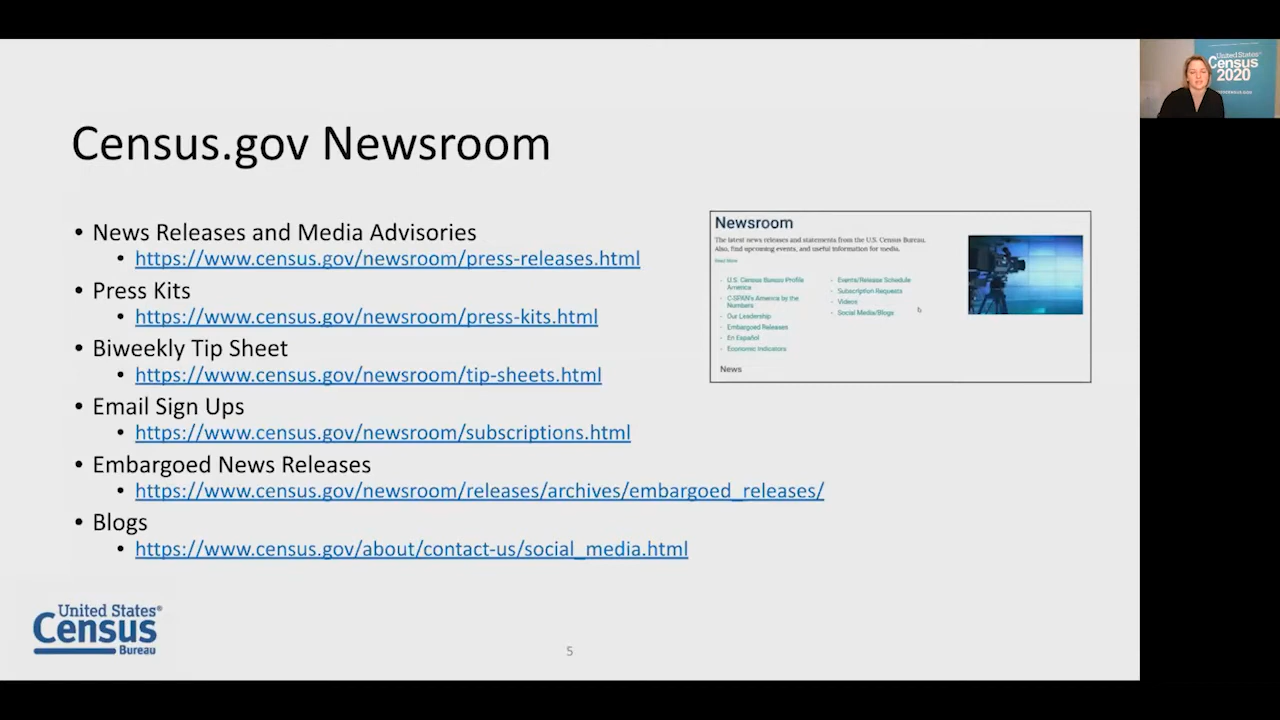 Census.gov Newsroom
• News Releases and Media Advisories
• https://www.census.gov/newsroom/press-releases.html
• Press Kits
• https://www.census.gov/newsroom/press-kits.html
• Biweekly Tip Sheet
• https://www.census.gov/newsroom/tip-sheets.html
• Email Sign Ups
• https://www.census.gov/newsroom/subscriptions.html
• Embargoed News Releases
• https://www.census.gov/newsroom/releases/archives/embargoed_releases/
• Blogs
• https://www.census.gov/about/contact-us/social_media.html
Newsroom
The latest news releases and statements from the U.S. Census Bureau.
Also, find upcoming events, and useful information for media.
Read More
U.S. Census Bureau Profile
America
C-SPAN's America by the
Numbers
Our Leadership
Embargoed Releases
En Español
Economic Indicators
Events/Release Schedule
Subscription Requests
Videos
Social Media/Blogs
News
United States®
Census
Bureau
5
United States®
Census
2020